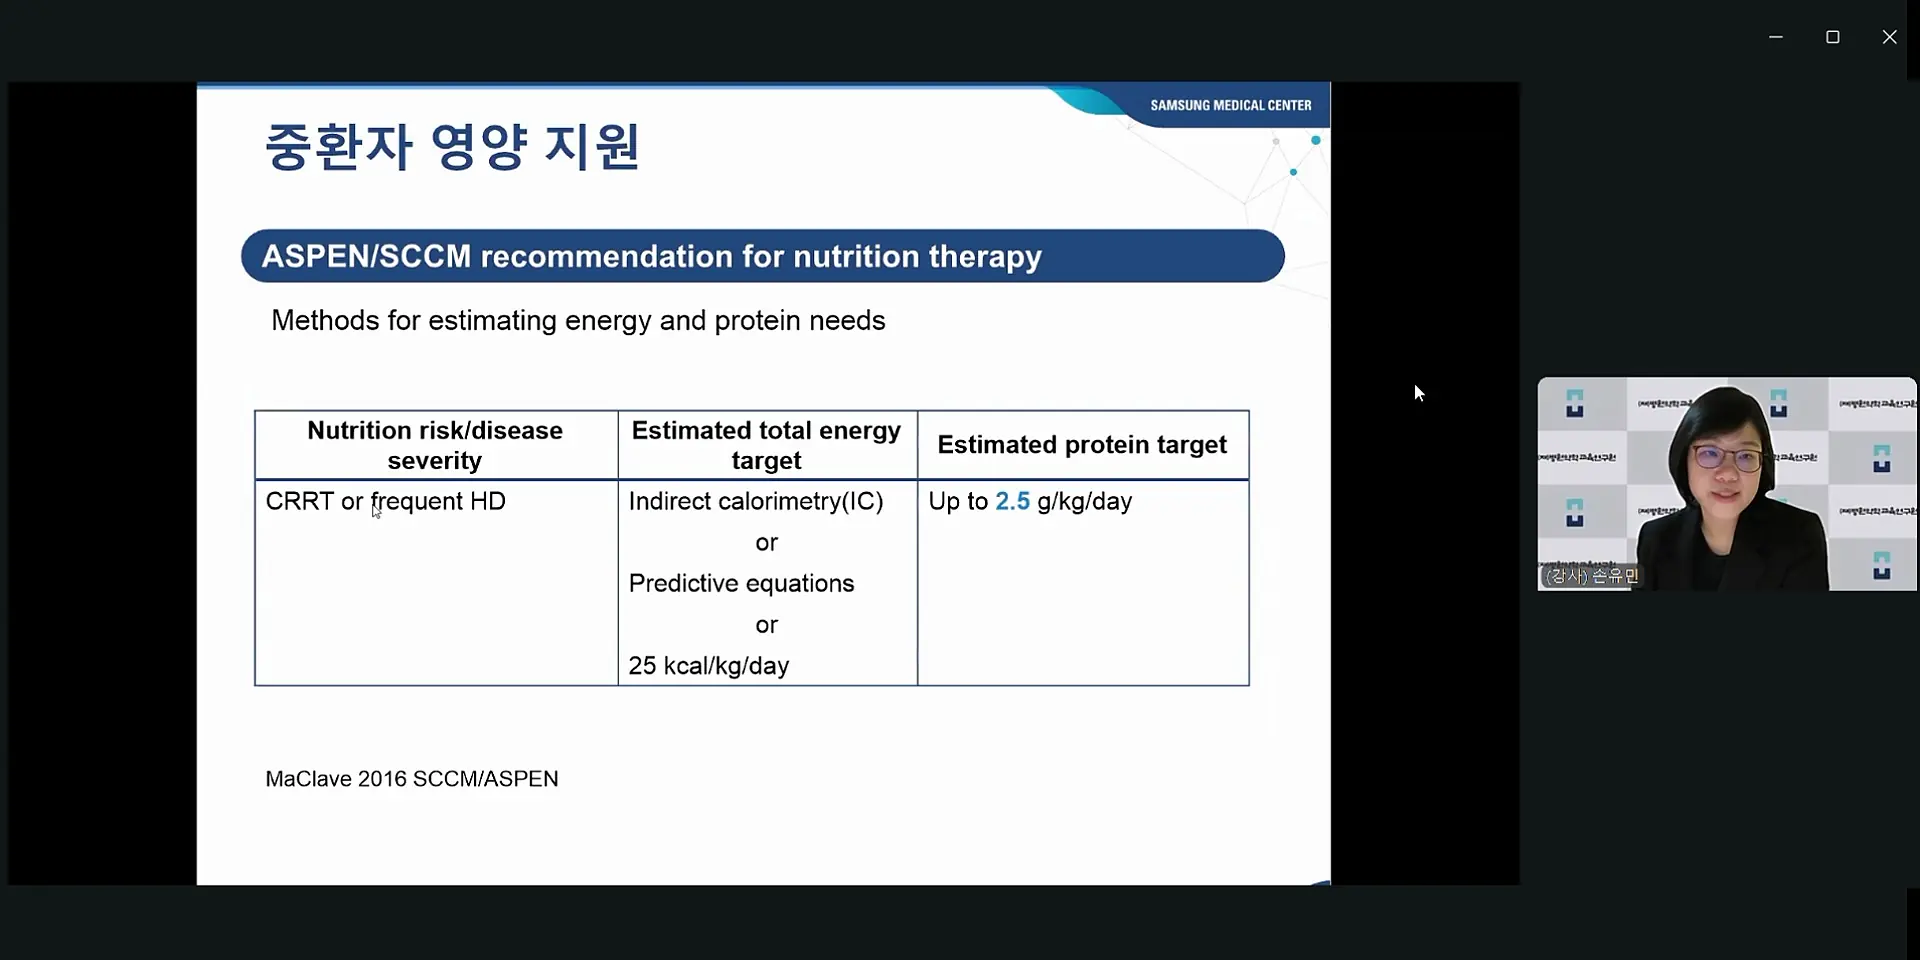 SAMSUNG MEDICAL CENTER
중환자 영양 지원
ASPEN/SCCM recommendation for nutrition therapy
Methods for estimating energy and protein needs
Nutrition risk/disease
severity
Estimated total energy
target
Estimated protein target
CRRT or frequent HD
Indirect calorimetry(IC)
or
Predictive equations
or
25 kcal/kg/day
Up to 2.5 g/kg/day
MaClave 2016 SCCM/ASPEN
(강사) 손유민